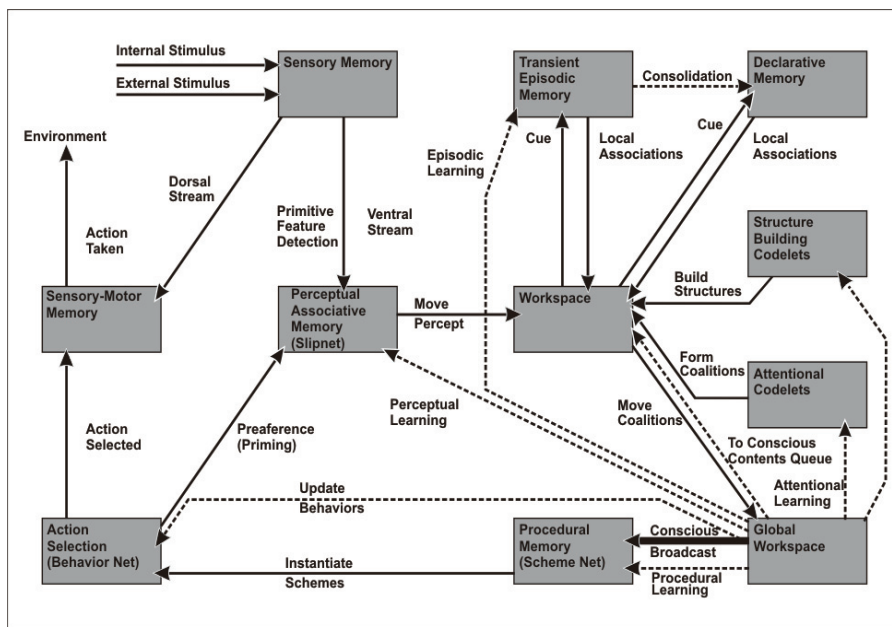 Internal Stimulus
External Stimulus
Sensory Memory
Transient
Episodic
Memory
Consolidation
Declarative
Memory
Environment
Dorsal
Stream
Episodic
Learning
Cue
Local
Associations
Cue
Local
Associations
Action
Taken
Primitive
Feature
Detection
Ventral
Stream
Structure
Building
Codelets
Sensory-Motor
Memory
Perceptual
Associative
Memory
(Slipnet)
Move
Percept
Workspace
Build
Structures
Form
Coalitions
Attentional
Codelets
Action
Selected
Preaference
(Priming)
Perceptual
Learning
Move
Coalitions
To Conscious
Contents Queue
Attentional
Learning
Update
Behaviors
Action
Selection
(Behavior Net)
Instantiate
Schemes
Procedural
Memory
(Scheme Net)
Conscious
Broadcast
Procedural
Learning
Global
Workspace